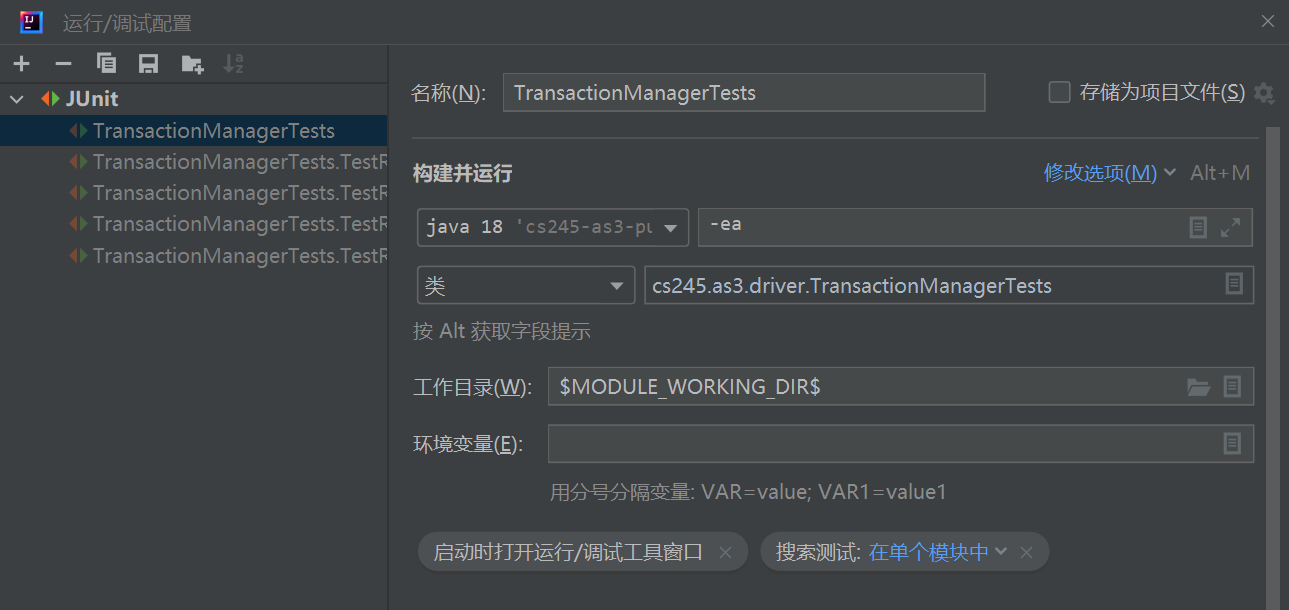 运行/调试配置
JUnit
TransactionManagerTests
TransactionManagerTests.TestR
TransactionManagerTests.TestR
TransactionManagerTests.TestR
TransactionManagerTests.TestR
名称(N): TransactionManagerTests 存储为项目文件(S)
构建并运行 修改选项(M) Alt+M
java 18 'cs245-as3-pu -ea
类 cs245.as3.driver.TransactionManagerTests
按 Alt 获取字段提示
工作目录(W): $MODULE_WORKING_DIR$
环境变量(E):
用分号分隔变量: VAR=value; VAR1=value1
启动时打开运行/调试工具窗口 搜索测试: 在单个模块中